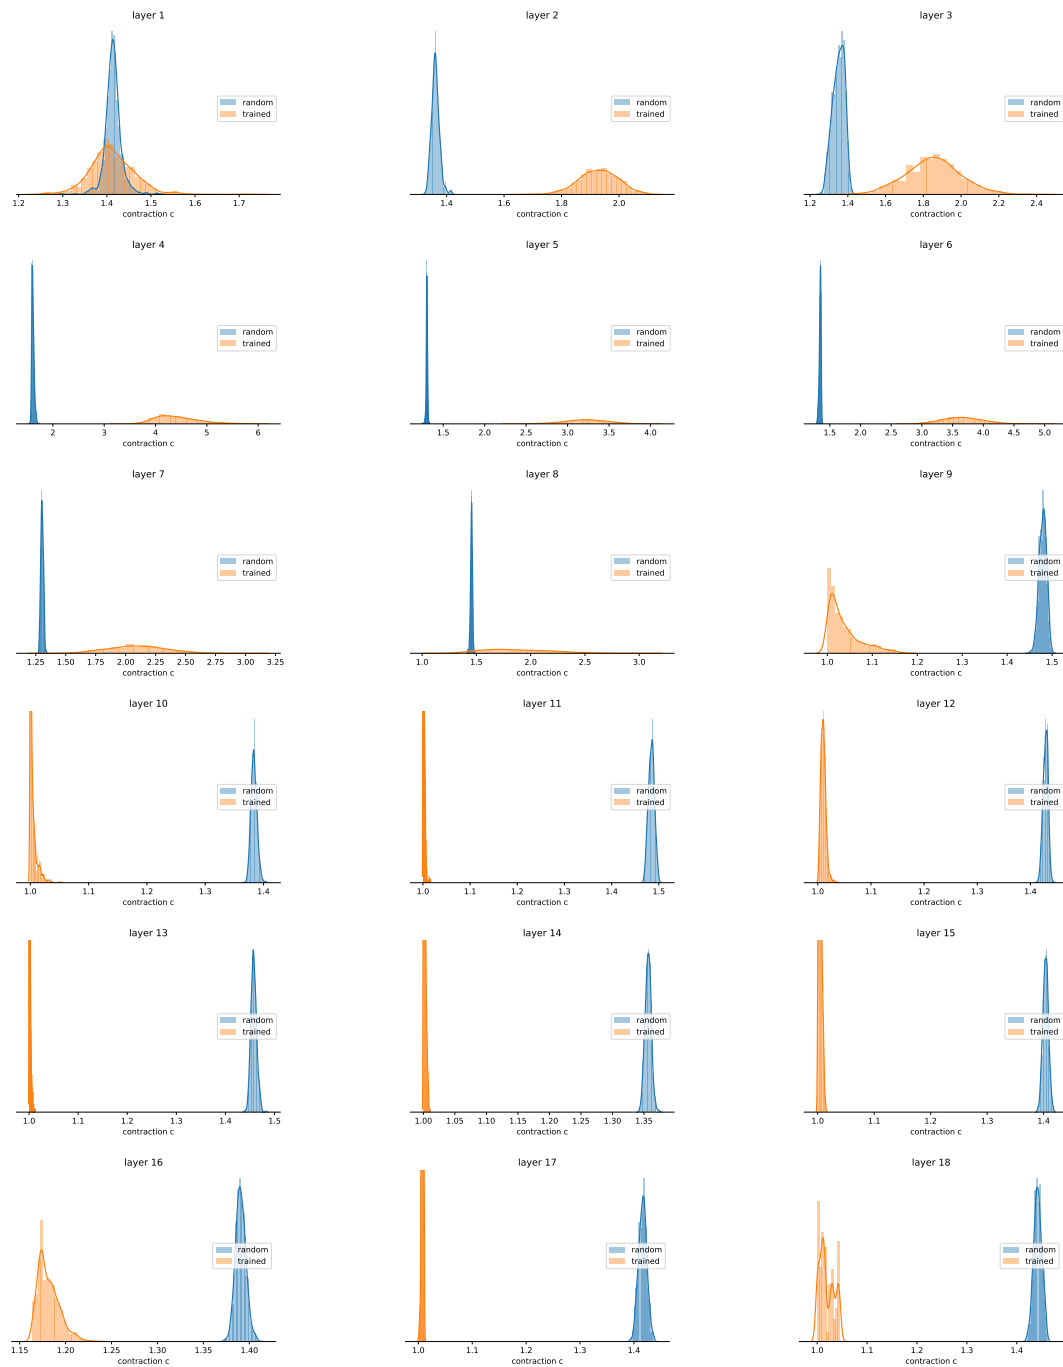 layer 1
random
trained
1.2 1.3 1.4 1.5 1.6 1.7
contraction c
layer 2
random
trained
1.4 1.6 1.8 2.0
contraction c
layer 3
random
trained
1.2 1.4 1.6 1.8 2.0 2.2 2.4
contraction c
layer 4
random
trained
2 3 4 5 6
contraction c
layer 5
random
trained
1.5 2.0 2.5 3.0 3.5 4.0
contraction c
layer 6
random
trained
1.5 2.0 2.5 3.0 3.5 4.0 4.5 5.0
contraction c
layer 7
random
trained
1.25 1.50 1.75 2.00 2.25 2.50 2.75 3.00 3.25
contraction c
layer 8
random
trained
1.0 1.5 2.0 2.5 3.0
contraction c
layer 9
random
trained
1.0 1.1 1.2 1.3 1.4 1.5
contraction c
layer 10
random
trained
1.0 1.1 1.2 1.3 1.4
contraction c
layer 11
random
trained
1.0 1.1 1.2 1.3 1.4 1.5
contraction c
layer 12
random
trained
1.0 1.1 1.2 1.3 1.4
contraction c
layer 13
random
trained
1.0 1.1 1.2 1.3 1.4 1.5
contraction c
layer 14
random
trained
1.00 1.05 1.10 1.15 1.20 1.25 1.30 1.35
contraction c
layer 15
random
trained
1.0 1.1 1.2 1.3 1.4
contraction c
layer 16
random
trained
1.15 1.20 1.25 1.30 1.35 1.40
contraction c
layer 17
random
trained
1.0 1.1 1.2 1.3 1.4
contraction c
layer 18
random
trained
1.0 1.1 1.2 1.3 1.4
contraction c